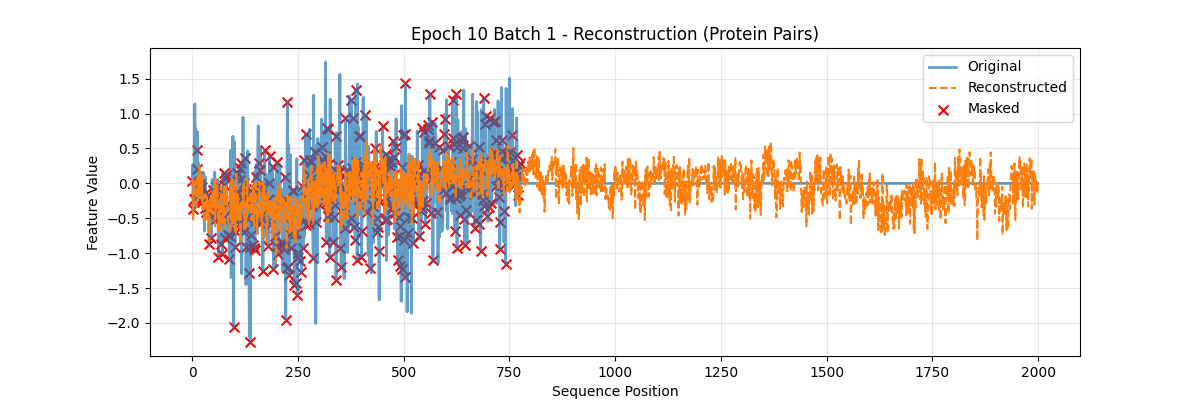 Epoch 10 Batch 1 - Reconstruction (Protein Pairs)
Original
Reconstructed
Masked
Feature Value
1.5
1.0
0.5
0.0
−0.5
−1.0
−1.5
−2.0
0 250 500 750 1000 1250 1500 1750 2000
Sequence Position